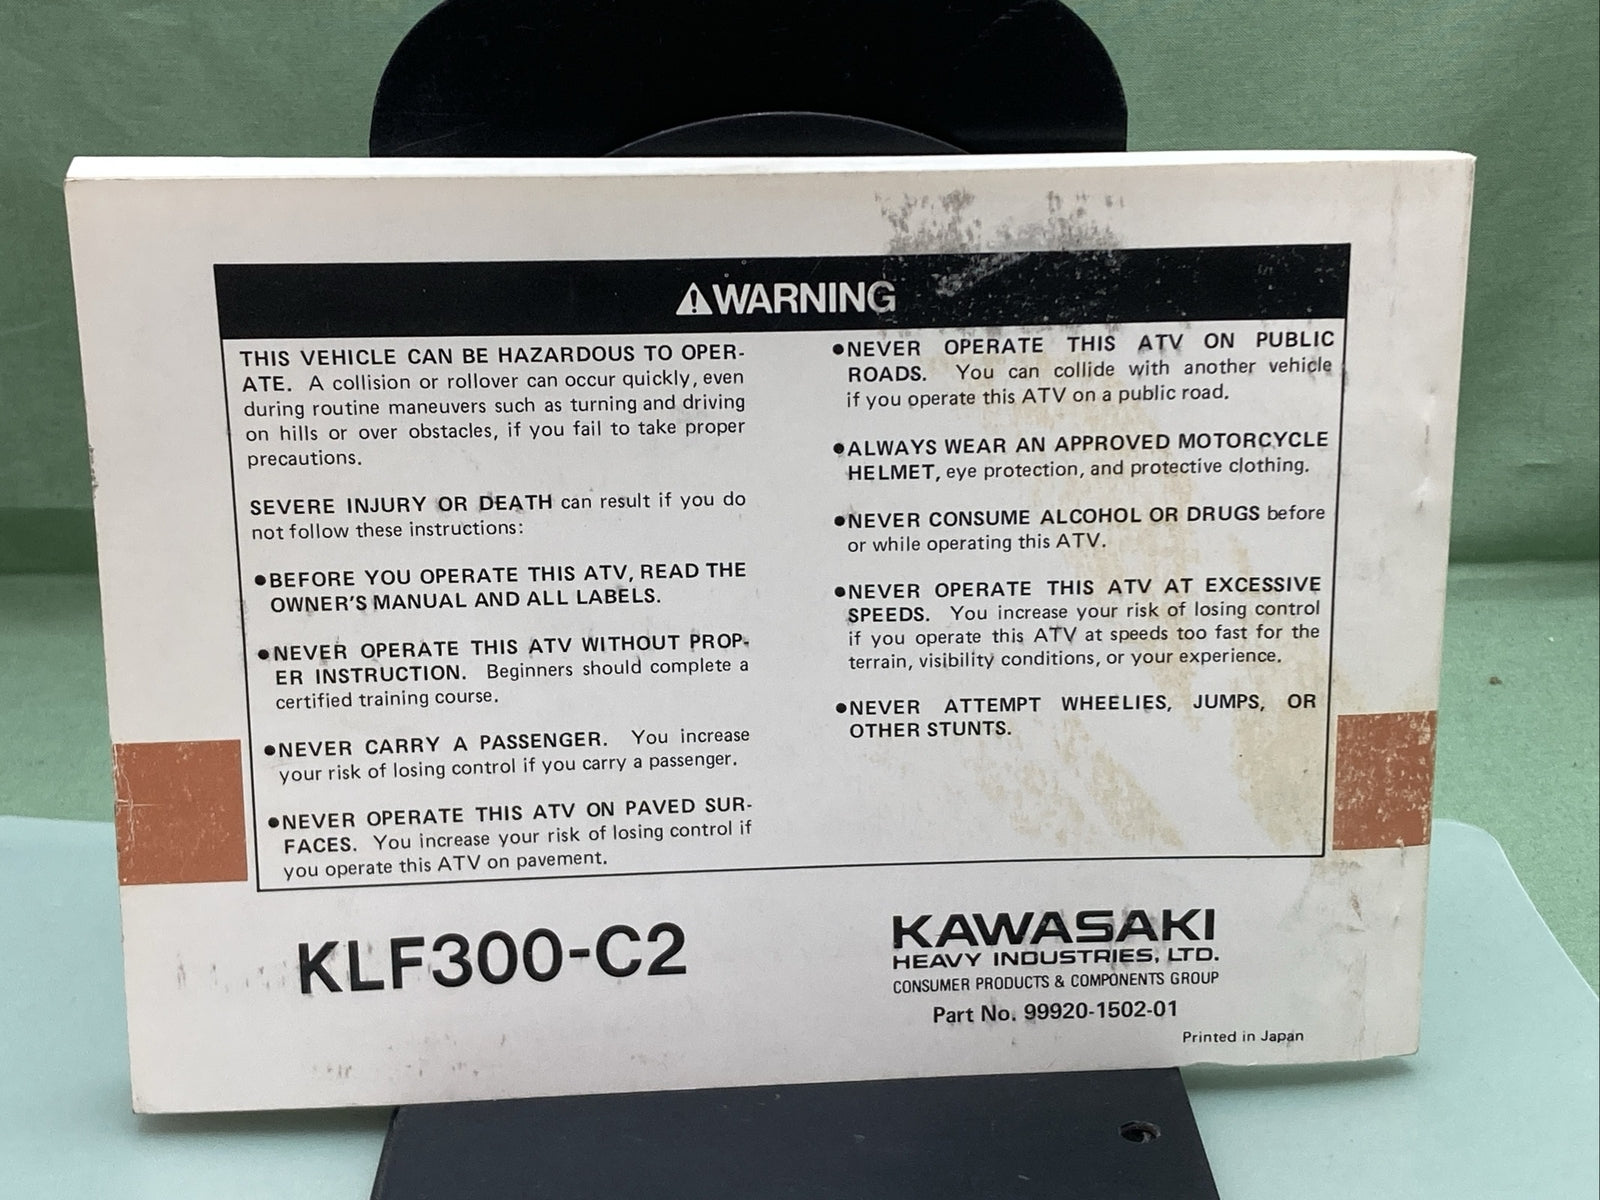 ⚠WARNING
THIS VEHICLE CAN BE HAZARDOUS TO OPER-
ATE. A collision or rollover can occur quickly, even
during routine maneuvers such as turning and driving
on hills or over obstacles, if you fail to take proper
precautions.
SEVERE INJURY OR DEATH can result if you do
not follow these instructions:
●BEFORE YOU OPERATE THIS ATV, READ THE
OWNER'S MANUAL AND ALL LABELS.
●NEVER OPERATE THIS ATV WITHOUT PROP-
ER INSTRUCTION. Beginners should complete a
certified training course.
●NEVER CARRY A PASSENGER. You increase
your risk of losing control if you carry a passenger.
●NEVER OPERATE THIS ATV ON PAVED SUR-
FACES. You increase your risk of losing control if
you operate this ATV on pavement.
●NEVER OPERATE THIS ATV ON PUBLIC
ROADS. You can collide with another vehicle
if you operate this ATV on a public road.
●ALWAYS WEAR AN APPROVED MOTORCYCLE
HELMET, eye protection, and protective clothing.
●NEVER CONSUME ALCOHOL OR DRUGS before
or while operating this ATV.
●NEVER OPERATE THIS ATV AT EXCESSIVE
SPEEDS. You increase your risk of losing control
if you operate this ATV at speeds too fast for the
terrain, visibility conditions, or your experience.
●NEVER ATTEMPT WHEELIES, JUMPS, OR
OTHER STUNTS.
KLF300-C2
KAWASAKI
HEAVY INDUSTRIES, LTD.
CONSUMER PRODUCTS & COMPONENTS GROUP
Part No. 99920-1502-01
Printed in Japan